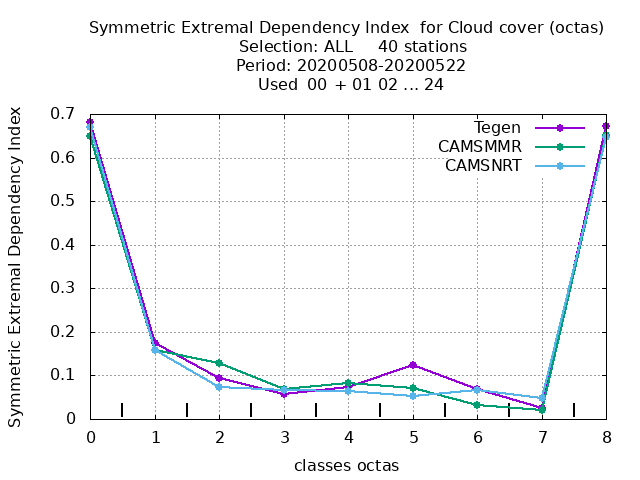 Symmetric Extremal Dependency Index  for Cloud cover (octas)
Selection: ALL     40 stations
Period: 20200508-20200522
Used  00 + 01 02 ... 24
Symmetric Extremal Dependency Index
0.7
0.6
0.5
0.4
0.3
0.2
0.1
0
Tegen
CAMSMMR
CAMSNRT
0 1 2 3 4 5 6 7 8
classes octas